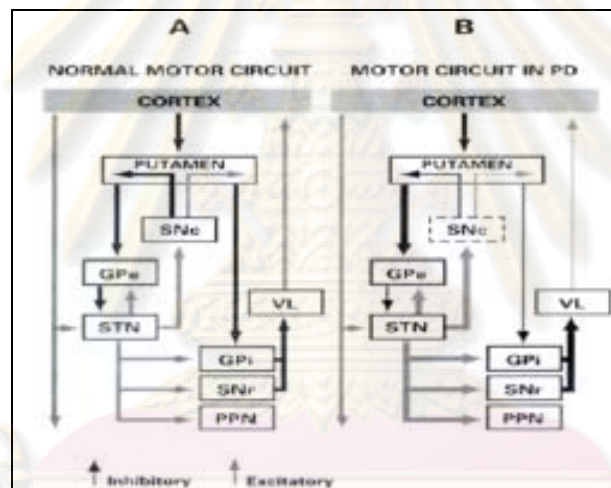 A
B
NORMAL MOTOR CIRCUIT
MOTOR CIRCUIT IN PD
CORTEX
CORTEX
PUTAMEN
PUTAMEN
SNc
SNc
GPe
GPe
VL
VL
STN
STN
GPi
GPi
SNr
SNr
PPN
PPN
Inhibitory
Excitatory